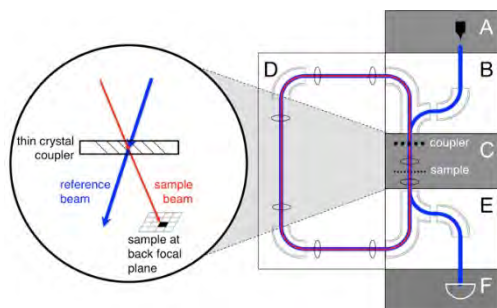 A
B
D
thin crystal
coupler
reference
beam
sample
beam
sample at
back focal
plane
coupler
C
sample
E
F